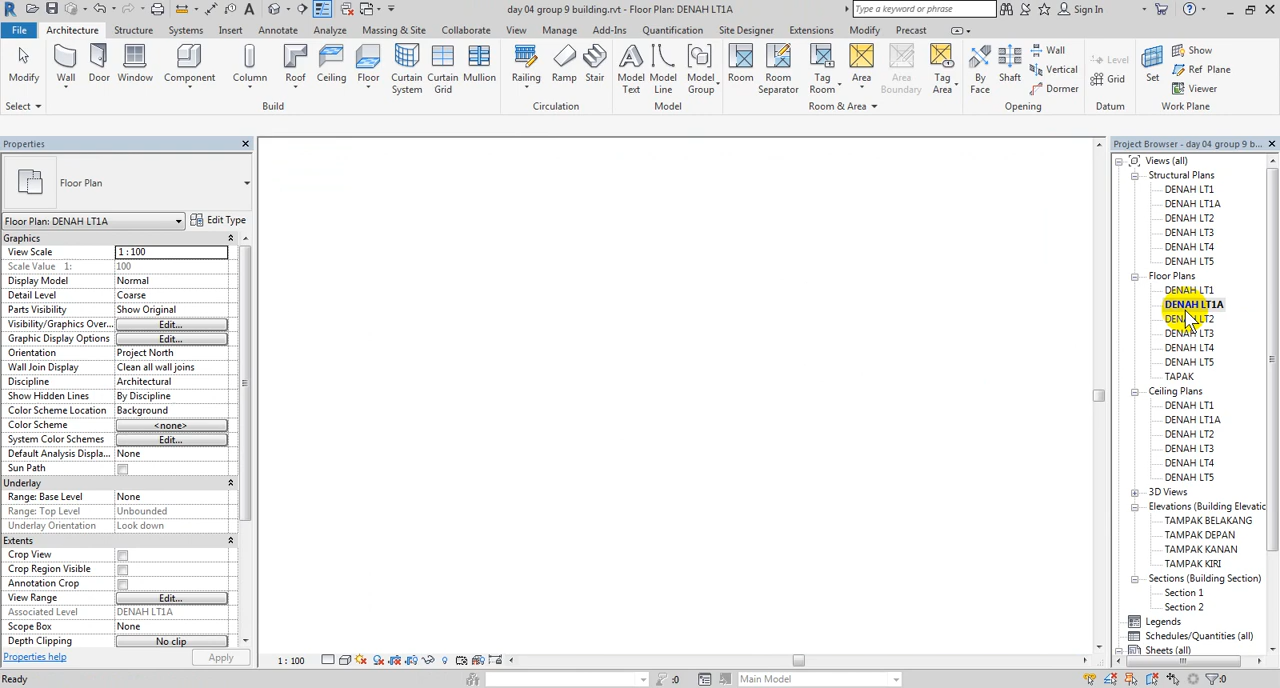 day 04 group 9 building.rvt - Floor Plan: DENAH LT1A
Type a keyword or phrase
Sign In
File Architecture Structure Systems Insert Annotate Analyze Massing & Site Collaborate View Manage Add-Ins Quantification Site Designer Extensions Modify Precast
Modify Wall Door Window Component Column Roof Ceiling Floor Curtain System Curtain Grid Mullion Railing Ramp Stair Model Text Model Line Model Group Room Room Separator Tag Room Area Area Boundary Tag Area By Face Shaft Wall Vertical Dormer Level Grid Set Show Ref Plane Viewer
Select Build Circulation Model Room & Area Opening Datum Work Plane
Properties
Floor Plan
Floor Plan: DENAH LT1A Edit Type
Graphics
View Scale 1 : 100
Scale Value 1: 100
Display Model Normal
Detail Level Coarse
Parts Visibility Show Original
Visibility/Graphics Over... Edit...
Graphic Display Options Edit...
Orientation Project North
Wall Join Display Clean all wall joins
Discipline Architectural
Show Hidden Lines By Discipline
Color Scheme Location Background
Color Scheme <none>
System Color Schemes Edit...
Default Analysis Displa... None
Sun Path
Underlay
Range: Base Level None
Range: Top Level Unbounded
Underlay Orientation Look down
Extents
Crop View
Crop Region Visible
Annotation Crop
View Range Edit...
Associated Level DENAH LT1A
Scope Box None
Depth Clipping No clip
Properties help Apply
Ready
1 : 100
:0
Main Model
:0
Project Browser - day 04 group 9 b...
Views (all)
Structural Plans
DENAH LT1
DENAH LT1A
DENAH LT2
DENAH LT3
DENAH LT4
DENAH LT5
Floor Plans
DENAH LT1
DENAH LT1A
DENAH LT2
DENAH LT3
DENAH LT4
DENAH LT5
TAPAK
Ceiling Plans
DENAH LT1
DENAH LT1A
DENAH LT2
DENAH LT3
DENAH LT4
DENAH LT5
3D Views
Elevations (Building Elevatic
TAMPAK BELAKANG
TAMPAK DEPAN
TAMPAK KANAN
TAMPAK KIRI
Sections (Building Section)
Section 1
Section 2
Legends
Schedules/Quantities (all)
Sheets (all)